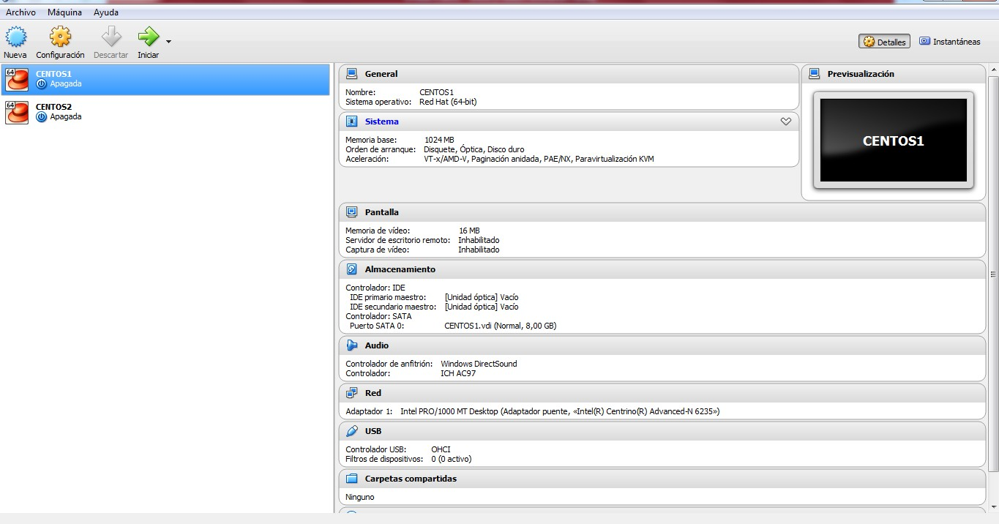 Archivo Máquina Ayuda
Nueva Configuración Descartar Iniciar
Detalles Instantáneas
64 CENTOS1
Apagada
64 CENTOS2
Apagada
General
Nombre: CENTOS1
Sistema operativo: Red Hat (64-bit)
Sistema
Memoria base: 1024 MB
Orden de arranque: Disquete, Óptica, Disco duro
Aceleración: VT-x/AMD-V, Paginación anidada, PAE/NX, Paravirtualización KVM
Previsualización
CENTOS1
Pantalla
Memoria de vídeo: 16 MB
Servidor de escritorio remoto: Inhabilitado
Captura de vídeo: Inhabilitado
Almacenamiento
Controlador: IDE
IDE primario maestro: [Unidad óptica] Vacío
IDE secundario maestro: [Unidad óptica] Vacío
Controlador: SATA
Puerto SATA 0: CENTOS1.vdi (Normal, 8,00 GB)
Audio
Controlador de anfitrión: Windows DirectSound
Controlador: ICH AC97
Red
Adaptador 1: Intel PRO/1000 MT Desktop (Adaptador puente, «Intel(R) Centrino(R) Advanced-N 6235»)
USB
Controlador USB: OHCI
Filtros de dispositivos: 0 (0 activo)
Carpetas compartidas
Ninguno